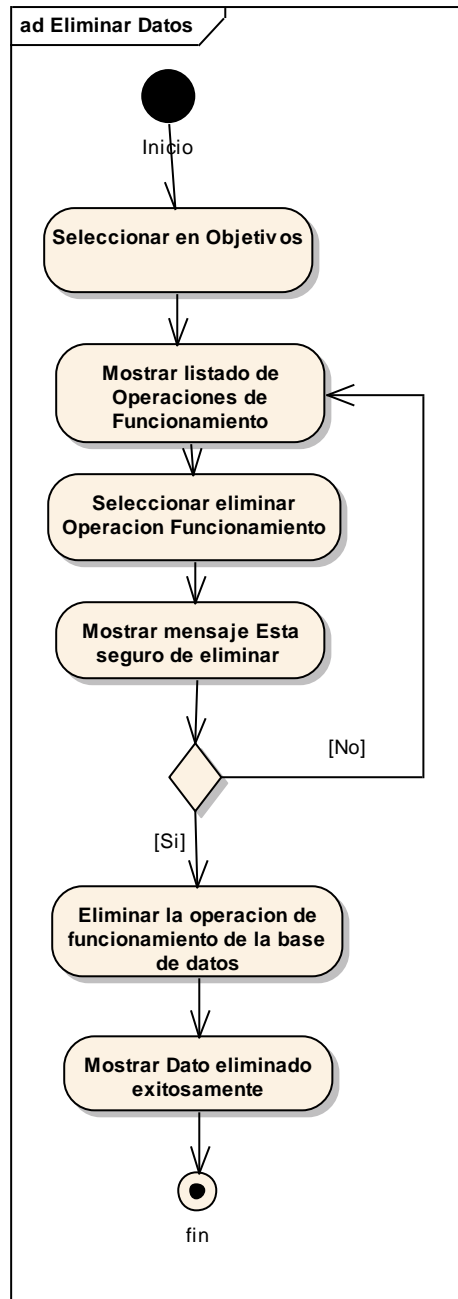 ad Eliminar Datos
Inicio
Seleccionar en Objetivos
Mostrar listado de
Operaciones de
Funcionamiento
Seleccionar eliminar
Operacion Funcionamiento
Mostrar mensaje Esta
seguro de eliminar
[No]
[Si]
Eliminar la operacion de
funcionamiento de la base
de datos
Mostrar Dato eliminado
exitosamente
fin